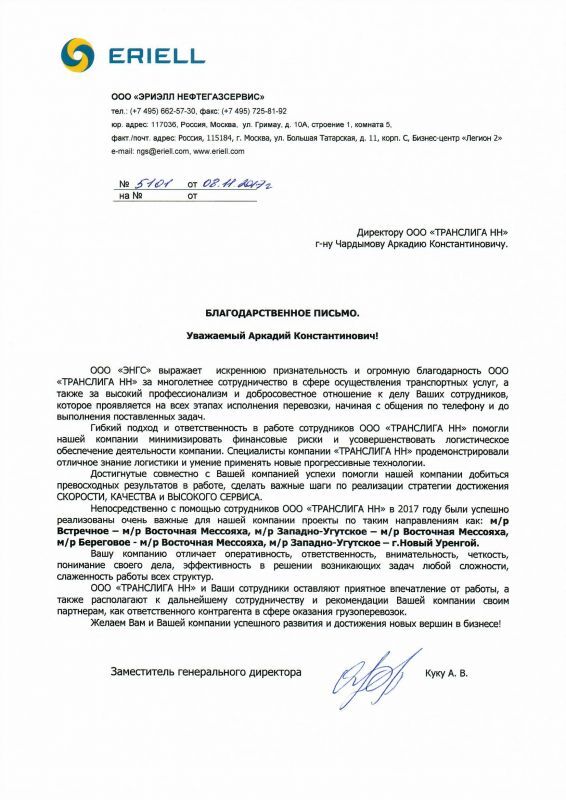 ERIELL
ООО «ЭРИЭЛЛ НЕФТЕГАЗСЕРВИС»
тел.: (+7 495) 662-57-30, факс: (+7 495) 725-81-92
юр. адрес: 117036, Россия, Москва, ул. Гримау, д. 10А, строение 1, комната 5,
факт./почт. адрес: Россия, 115184, г. Москва, ул. Большая Татарская, д. 11, корп. С, Бизнес-центр «Легион 2»
e-mail: ngs@eriell.com, www.eriell.com
№ 5101 от 08.11.2017г
на № от
Директору ООО «ТРАНСЛИГА НН»
г-ну Чардымову Аркадию Константиновичу.
БЛАГОДАРСТВЕННОЕ ПИСЬМО.
Уважаемый Аркадий Константинович!
ООО «ЭНГС» выражает искреннюю признательность и огромную благодарность ООО
«ТРАНСЛИГА НН» за многолетнее сотрудничество в сфере осуществления транспортных услуг, а
также за высокий профессионализм и добросовестное отношение к делу Ваших сотрудников,
которое проявляется на всех этапах исполнения перевозки, начиная с общения по телефону и до
выполнения поставленных задач.
Гибкий подход и ответственность в работе сотрудников ООО «ТРАНСЛИГА НН» помогли
нашей компании минимизировать финансовые риски и усовершенствовать логистическое
обеспечение деятельности компании. Специалисты компании «ТРАНСЛИГА НН» продемонстрировали
отличное знание логистики и умение применять новые прогрессивные технологии.
Достигнутые совместно с Вашей компанией успехи помогли нашей компании добиться
превосходных результатов в работе, сделать важные шаги по реализации стратегии достижения
СКОРОСТИ, КАЧЕСТВА и ВЫСОКОГО СЕРВИСА.
Непосредственно с помощью сотрудников ООО «ТРАНСЛИГА НН» в 2017 году были успешно
реализованы очень важные для нашей компании проекты по таким направлениям как: м/р
Встречное – м/р Восточная Мессояха, м/р Западно-Угутское – м/р Восточная Мессояха,
м/р Береговое - м/р Восточная Мессояха, м/р Западно-Угутское – г.Новый Уренгой.
Вашу компанию отличает оперативность, ответственность, внимательность, четкость,
понимание своего дела, эффективность в решении возникающих задач любой сложности,
слаженность работы всех структур.
ООО «ТРАНСЛИГА НН» и Ваши сотрудники оставляют приятное впечатление от работы, а
также располагают к дальнейшему сотрудничеству и рекомендации Вашей компании своим
партнерам, как ответственного контрагента в сфере оказания грузоперевозок.
Желаем Вам и Вашей компании успешного развития и достижения новых вершин в бизнесе!
Заместитель генерального директора Куку А. В.